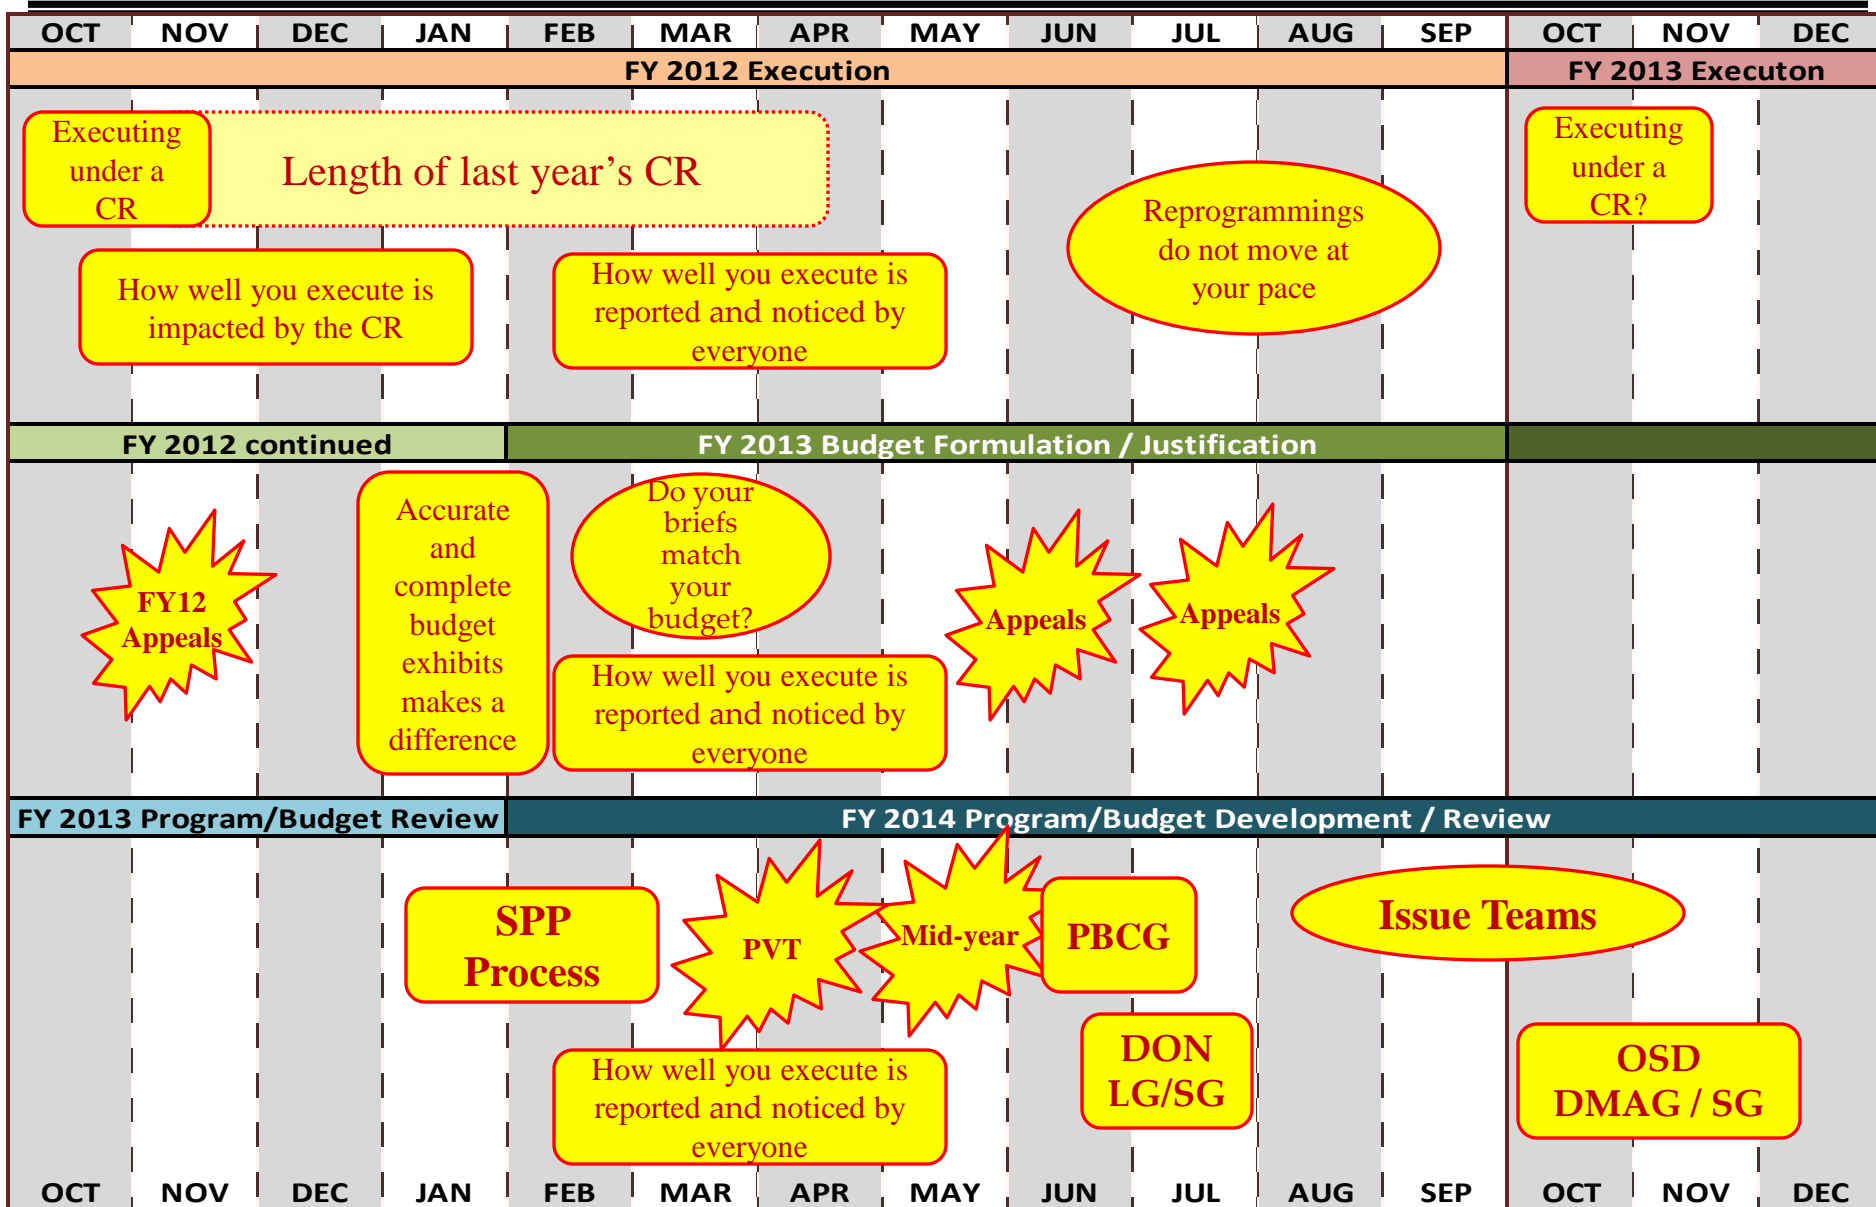 OCT NOV DEC JAN FEB MAR APR MAY JUN JUL AUG SEP OCT NOV DEC
FY 2012 Execution
FY 2013 Executon
Executing
under a
CR
Length of last year’s CR
How well you execute is
impacted by the CR
How well you execute is
reported and noticed by
everyone
Reprogrammings
do not move at
your pace
Executing
under a
CR?
FY 2012 continued
FY 2013 Budget Formulation / Justification
FY12
Appeals
Accurate
and
complete
budget
exhibits
makes a
difference
Do your
briefs
match
your
budget?
How well you execute is
reported and noticed by
everyone
Appeals
Appeals
FY 2013 Program/Budget Review
FY 2014 Program/Budget Development / Review
SPP
Process
PVT
Mid-year
PBCG
Issue Teams
How well you execute is
reported and noticed by
everyone
DON
LG/SG
OSD
DMAG / SG
OCT NOV DEC JAN FEB MAR APR MAY JUN JUL AUG SEP OCT NOV DEC